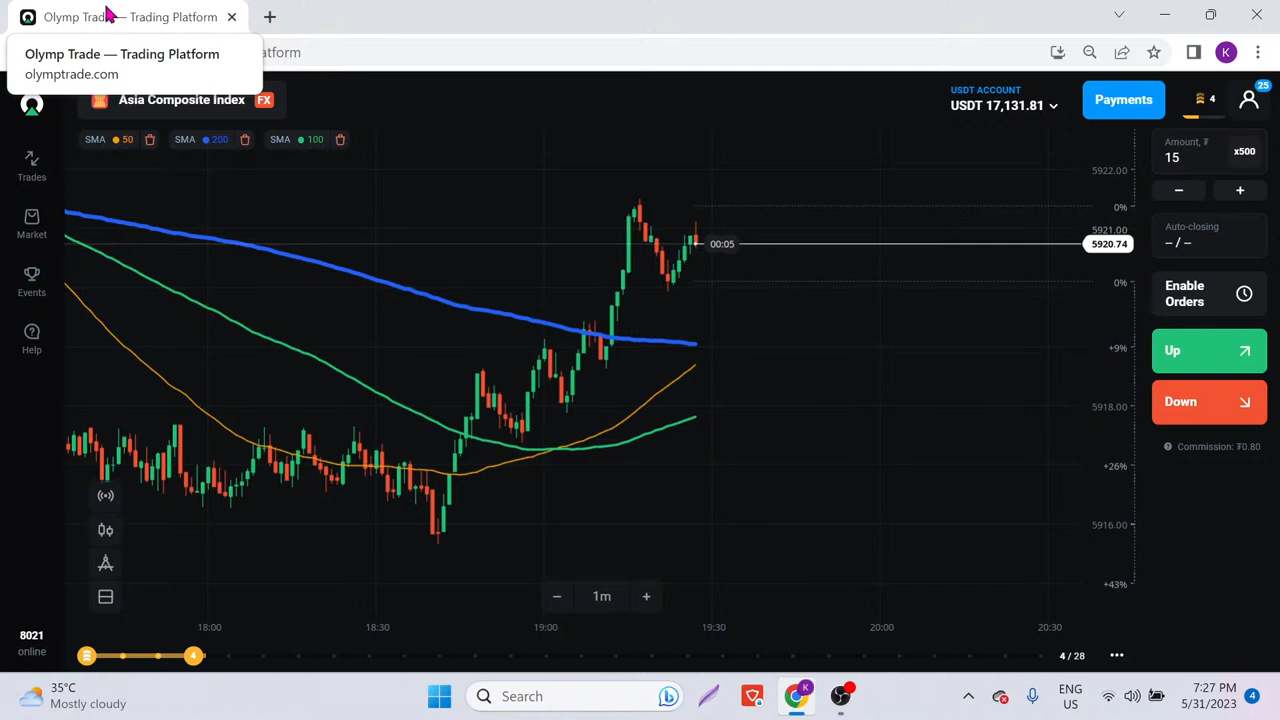 Olymp Trade — Trading Platform
Olymp Trade — Trading Platform
olymptrade.com
atform
K
Asia Composite Index FX
USDT ACCOUNT
USDT 17,131.81
Payments
4
25
SMA 50
SMA 200
SMA 100
Trades
Market
Events
Help
8021
online
5922.00
0%
5921.00
5920.74
00:05
0%
+9%
5918.00
+26%
5916.00
+43%
Amount, ₮
15
x500
Auto-closing
– / –
Enable
Orders
Up
Down
Commission: ₮0.80
1m
18:00
18:30
19:00
19:30
20:00
20:30
4
4 / 28
35°C
Mostly cloudy
Search
K
ENG
US
7:27 PM
5/31/2023
4